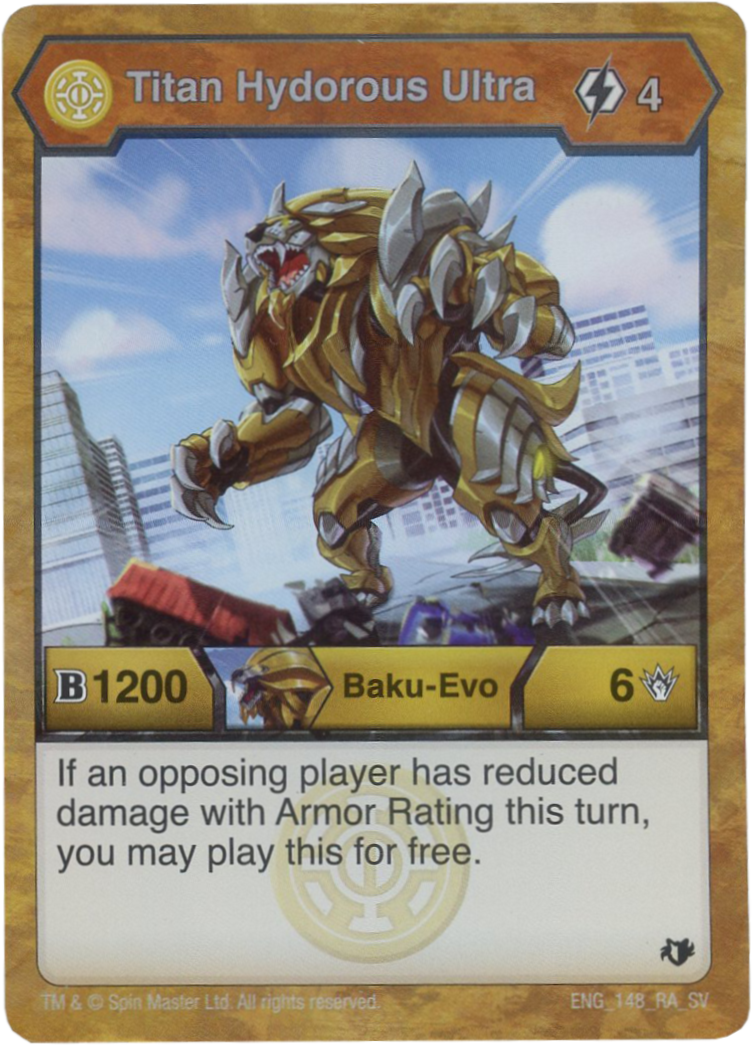 Titan Hydorous Ultra 4
B 1200 Baku-Evo 6
If an opposing player has reduced
damage with Armor Rating this turn,
you may play this for free.
TM & © Spin Master Ltd. All rights reserved. ENG_148_RA_SV